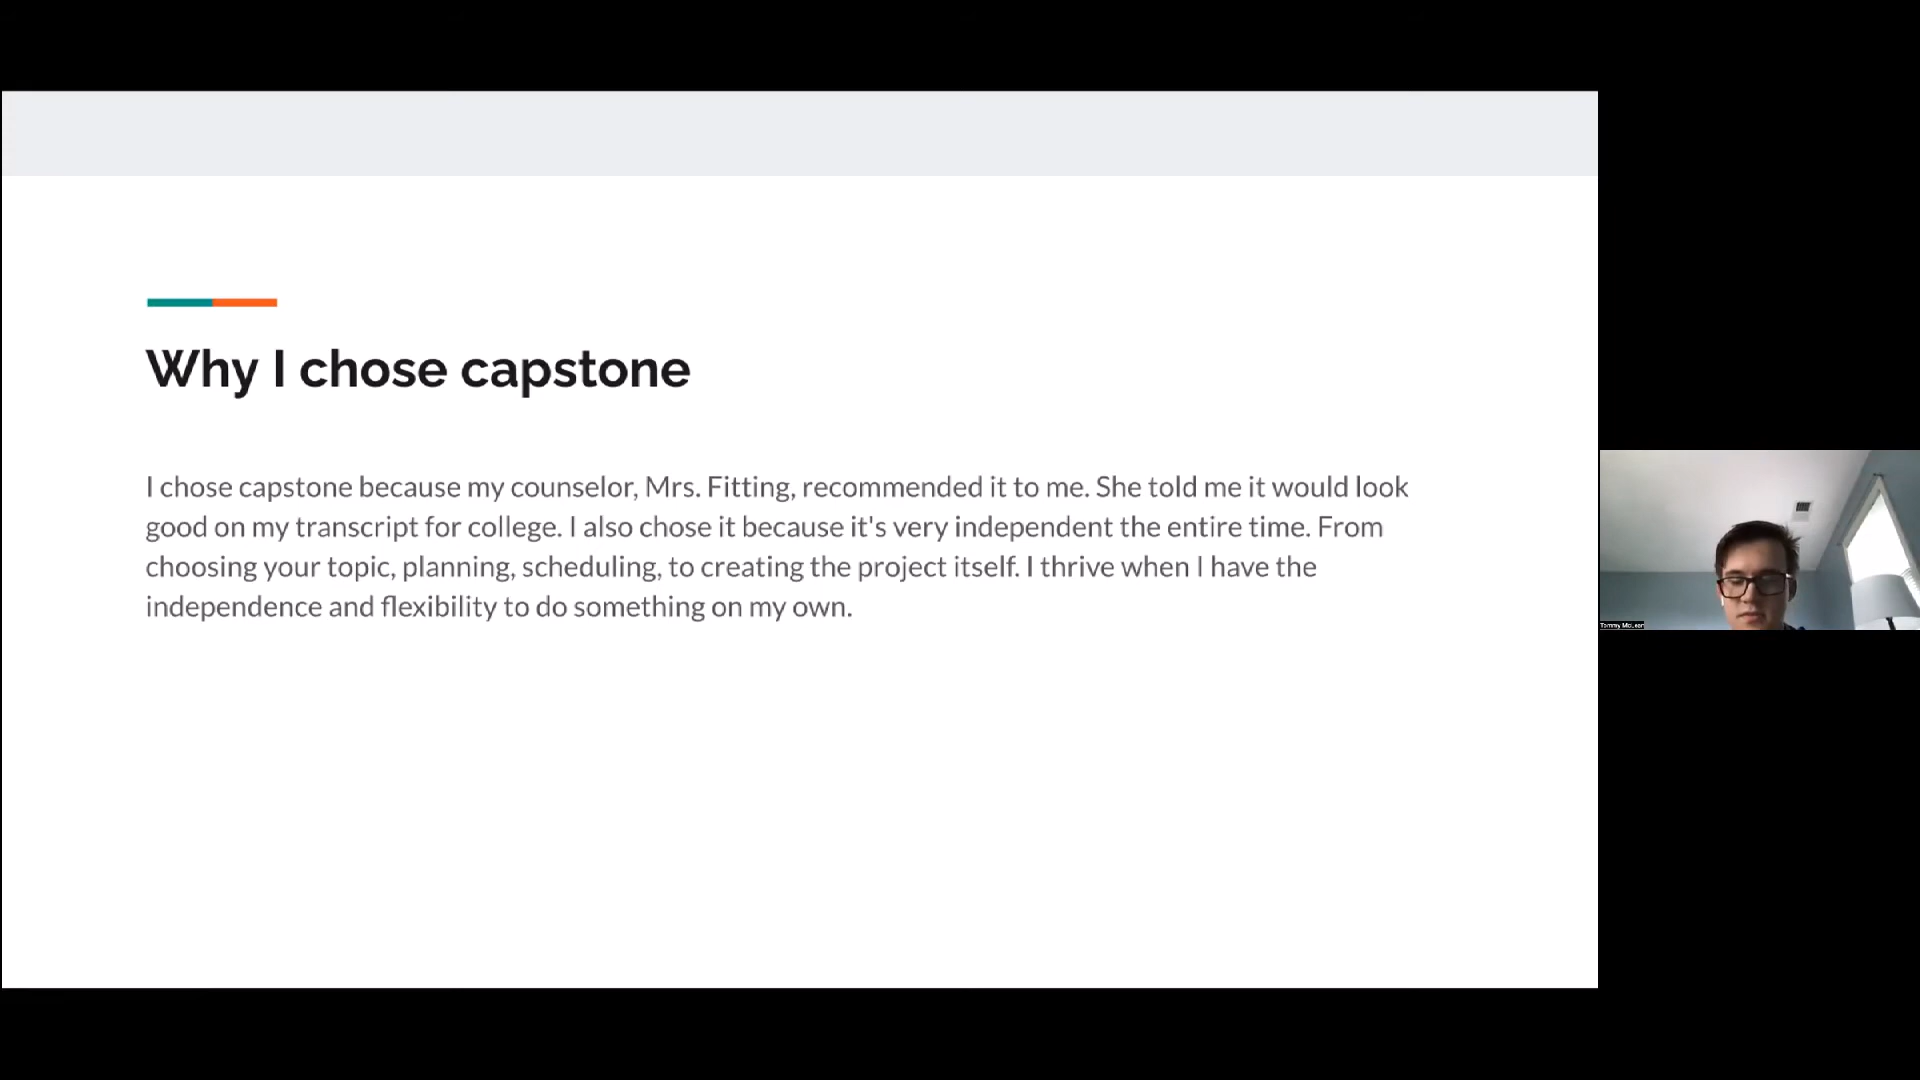 Why I chose capstone
I chose capstone because my counselor, Mrs. Fitting, recommended it to me. She told me it would look
good on my transcript for college. I also chose it because it's very independent the entire time. From
choosing your topic, planning, scheduling, to creating the project itself. I thrive when I have the
independence and flexibility to do something on my own.
Tommy McLean